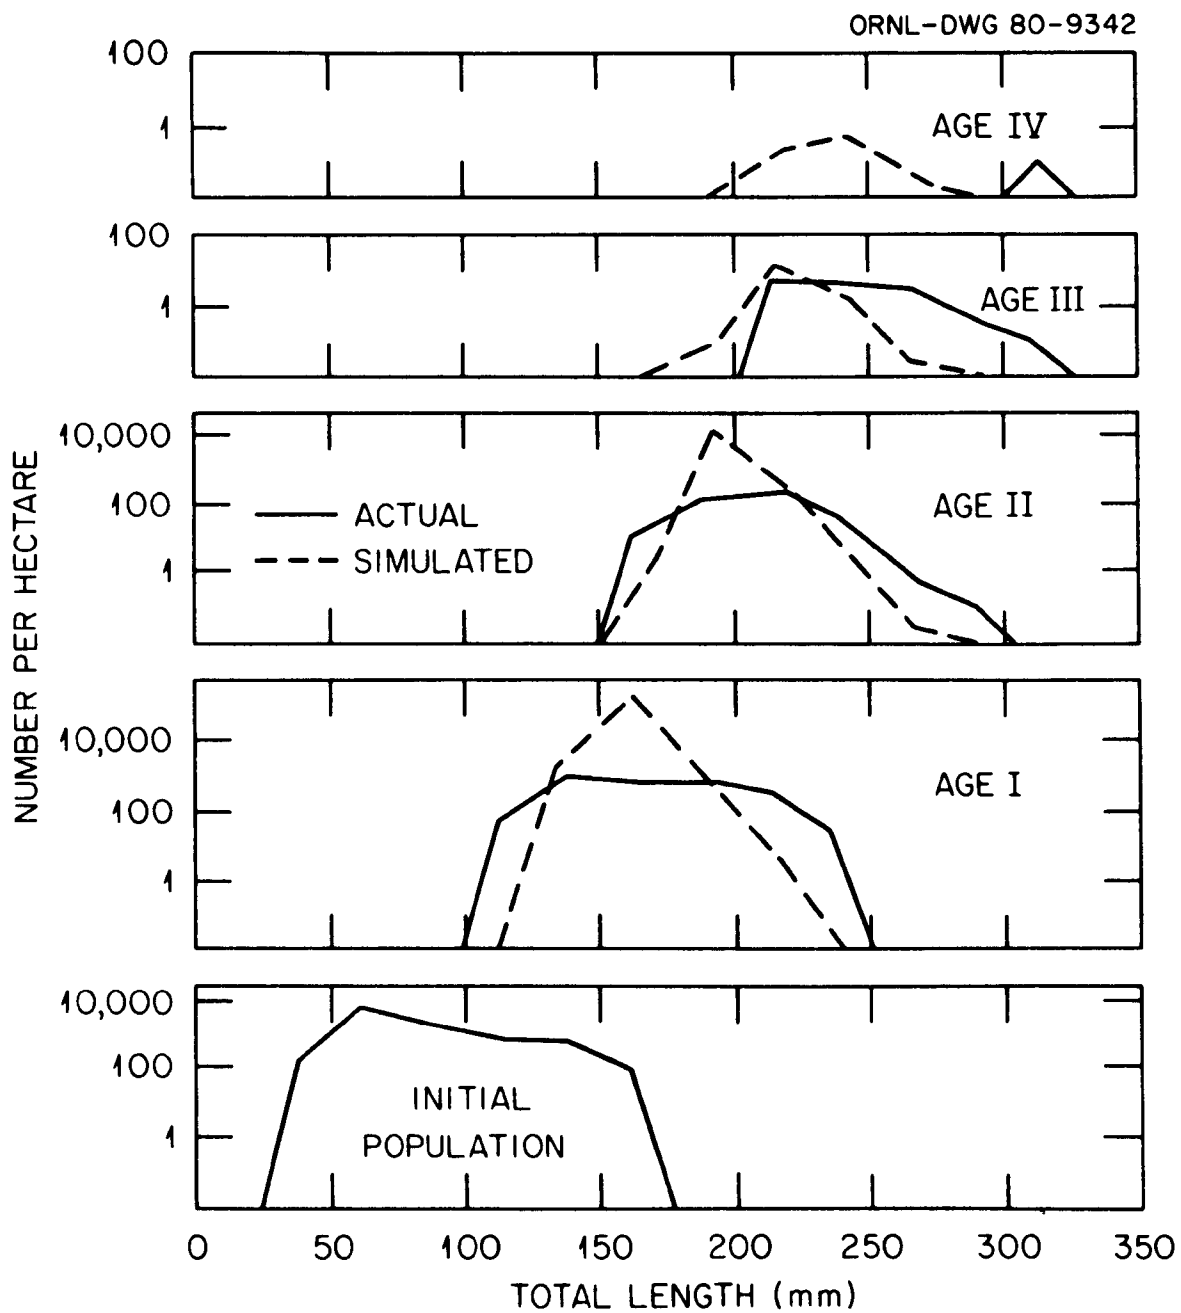 ORNL-DWG 80-9342
100
1
AGE IV
100
1
AGE III
10,000
100
1
ACTUAL
SIMULATED
AGE II
10,000
100
1
AGE I
10,000
100
1
INITIAL
POPULATION
0 50 100 150 200 250 300 350
TOTAL LENGTH (mm)
NUMBER PER HECTARE